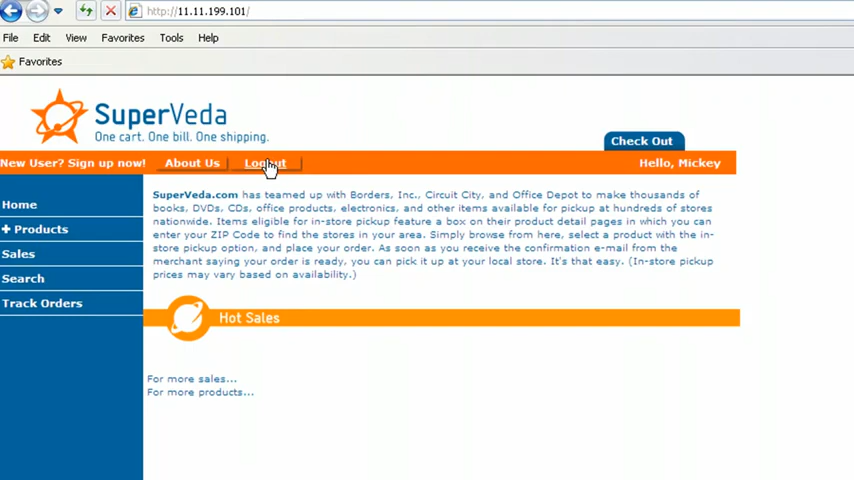 http://11.11.199.101/
File Edit View Favorites Tools Help
Favorites
SuperVeda
One cart. One bill. One shipping.
Check Out
New User? Sign up now! About Us Logout Hello, Mickey
Home
Products
Sales
Search
Track Orders
SuperVeda.com has teamed up with Borders, Inc., Circuit City, and Office Depot to make thousands of
books, DVDs, CDs, office products, electronics, and other items available for pickup at hundreds of stores
nationwide. Items eligible for in-store pickup feature a box on their product detail pages in which you can
enter your ZIP Code to find the stores in your area. Simply browse from here, select a product with the in-
store pickup option, and place your order. As soon as you receive the confirmation e-mail from the
merchant saying your order is ready, you can pick it up at your local store. It's that easy. (In-store pickup
prices may vary based on availability.)
Hot Sales
For more sales...
For more products...